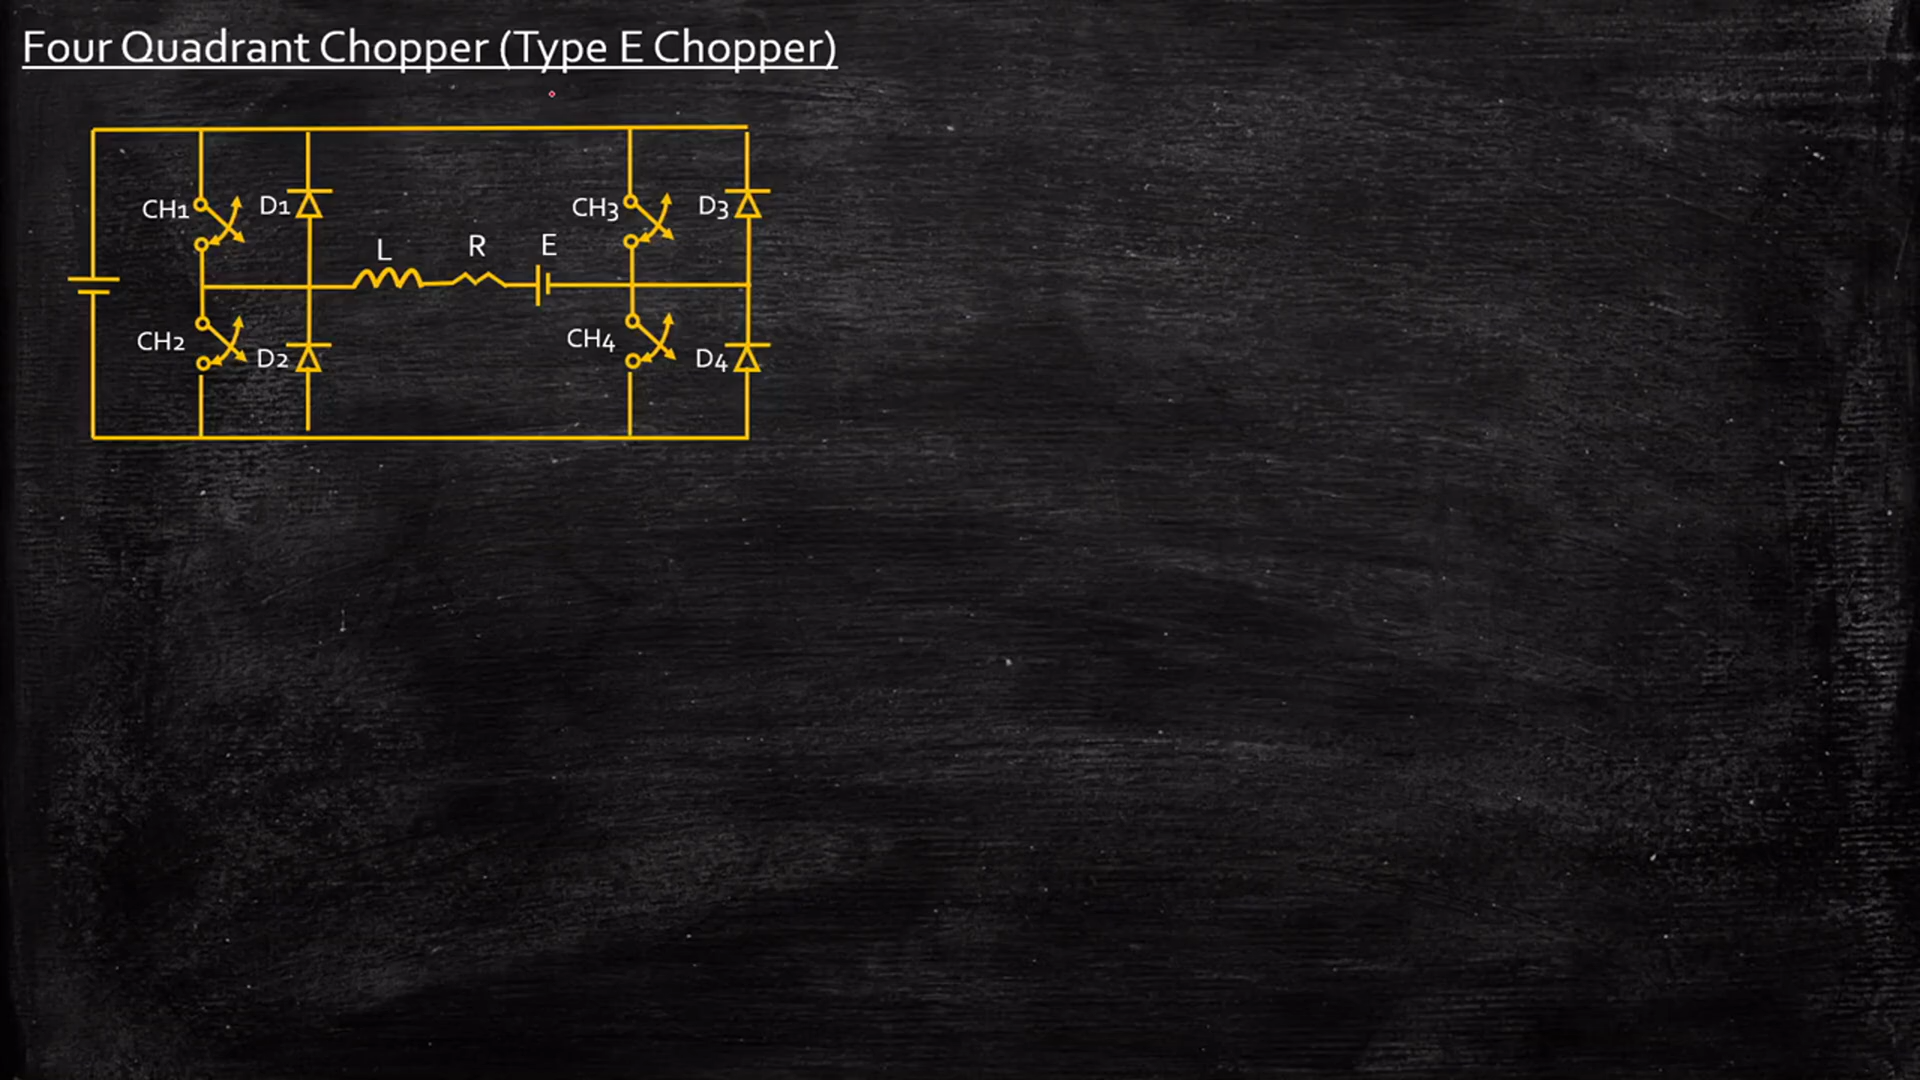 Four Quadrant Chopper (Type E Chopper)
CH1 D1 CH3 D3
L R E
CH2 D2 CH4 D4